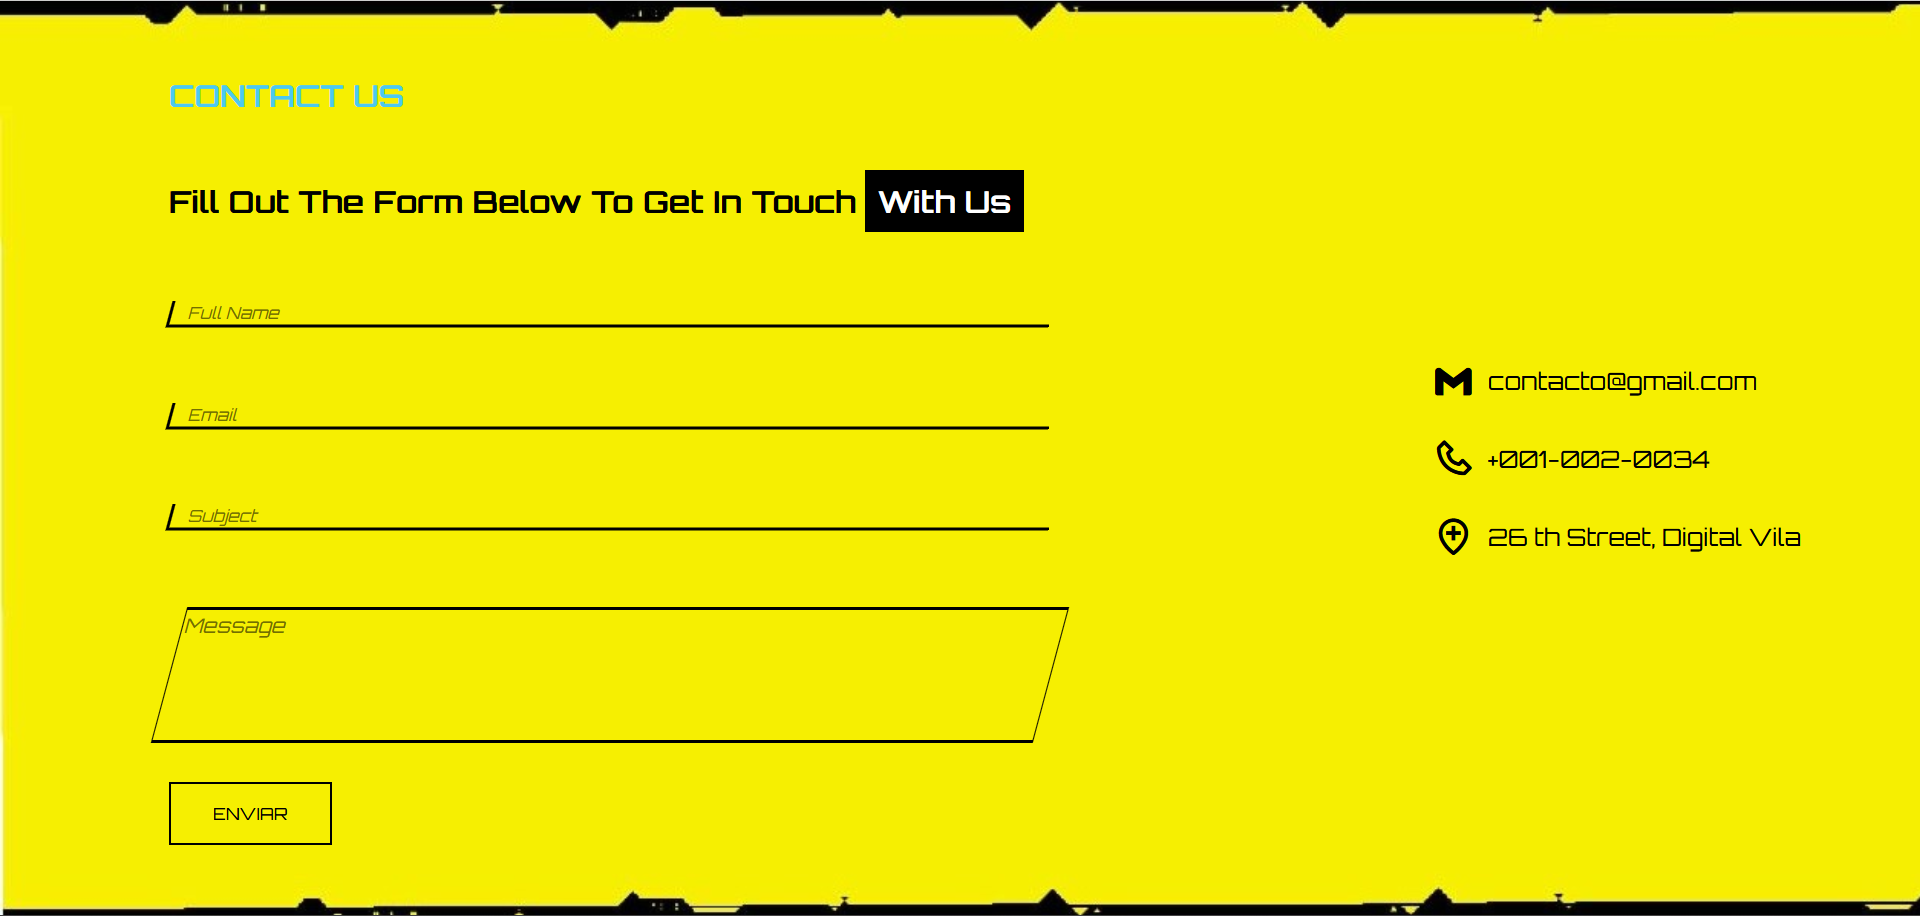 CONTACT US
Fill Out The Form Below To Get In Touch With Us
Full Name
Email
Subject
Message
ENVIAR
contacto@gmail.com
+001-002-0034
26 th Street, Digital Vila